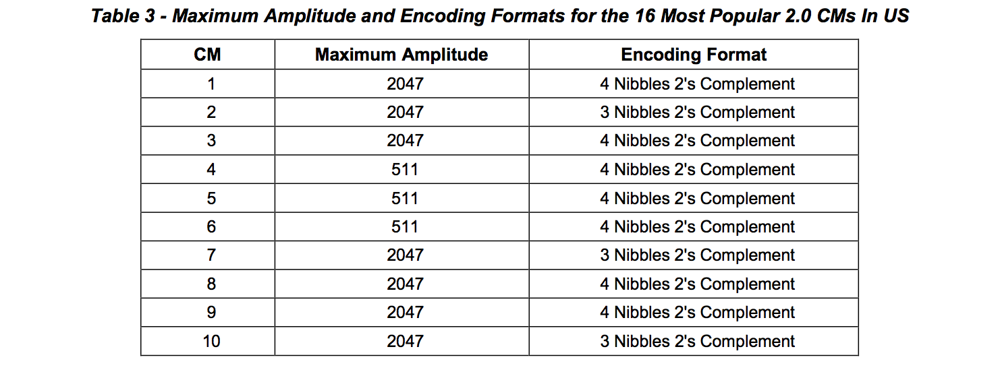 Table 3 - Maximum Amplitude and Encoding Formats for the 16 Most Popular 2.0 CMs In US
CM Maximum Amplitude Encoding Format
1 2047 4 Nibbles 2's Complement
2 2047 3 Nibbles 2's Complement
3 2047 4 Nibbles 2's Complement
4 511 4 Nibbles 2's Complement
5 511 4 Nibbles 2's Complement
6 511 4 Nibbles 2's Complement
7 2047 3 Nibbles 2's Complement
8 2047 4 Nibbles 2's Complement
9 2047 4 Nibbles 2's Complement
10 2047 3 Nibbles 2's Complement